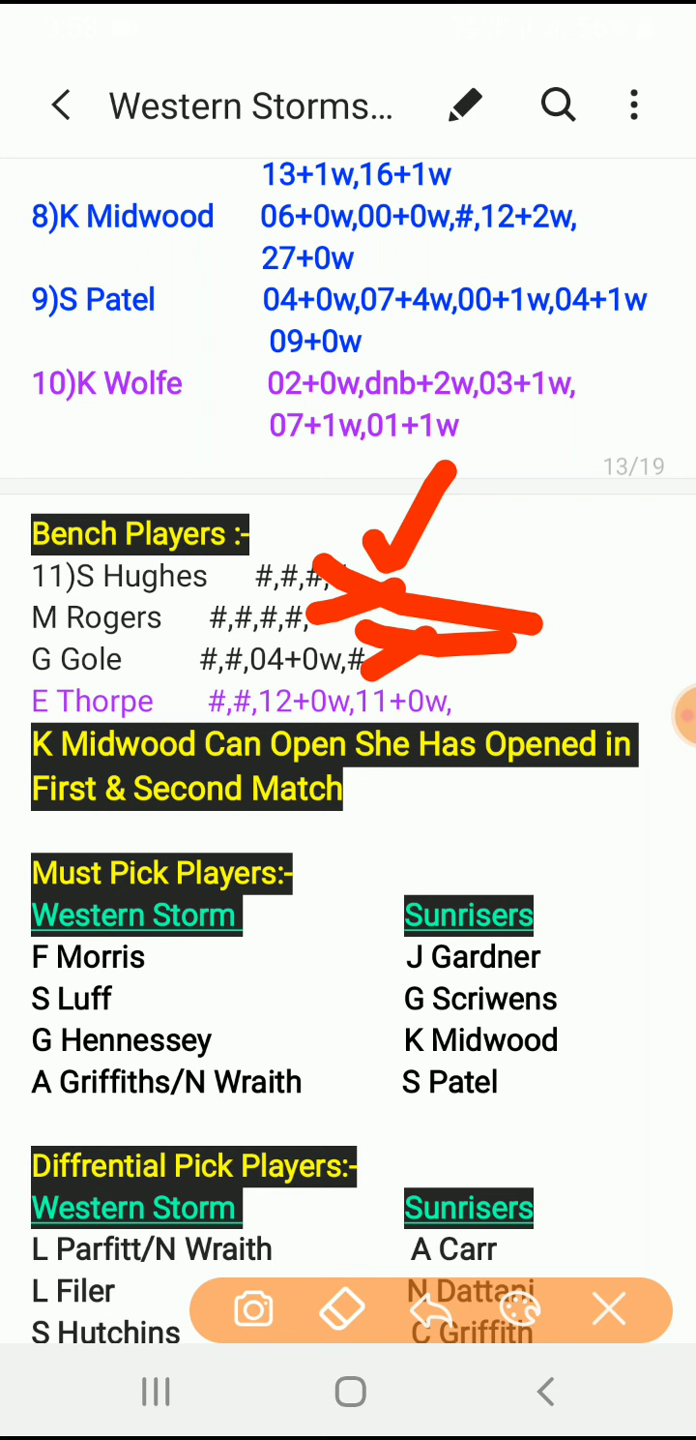 Western Storms...
13+1w,16+1w
8)K Midwood 06+0w,00+0w,#,12+2w,
27+0w
9)S Patel 04+0w,07+4w,00+1w,04+1w
09+0w
10)K Wolfe 02+0w,dnb+2w,03+1w,
07+1w,01+1w
13/19
Bench Players :-
11)S Hughes #,#,#,
M Rogers #,#,#,#,
G Gole #,#,04+0w,#
E Thorpe #,#,12+0w,11+0w,
K Midwood Can Open She Has Opened in
First & Second Match
Must Pick Players:-
Western Storm Sunrisers
F Morris J Gardner
S Luff G Scriwens
G Hennessey K Midwood
A Griffiths/N Wraith S Patel
Diffrential Pick Players:-
Western Storm Sunrisers
L Parfitt/N Wraith A Carr
L Filer N Dattani
S Hutchins C Griffith